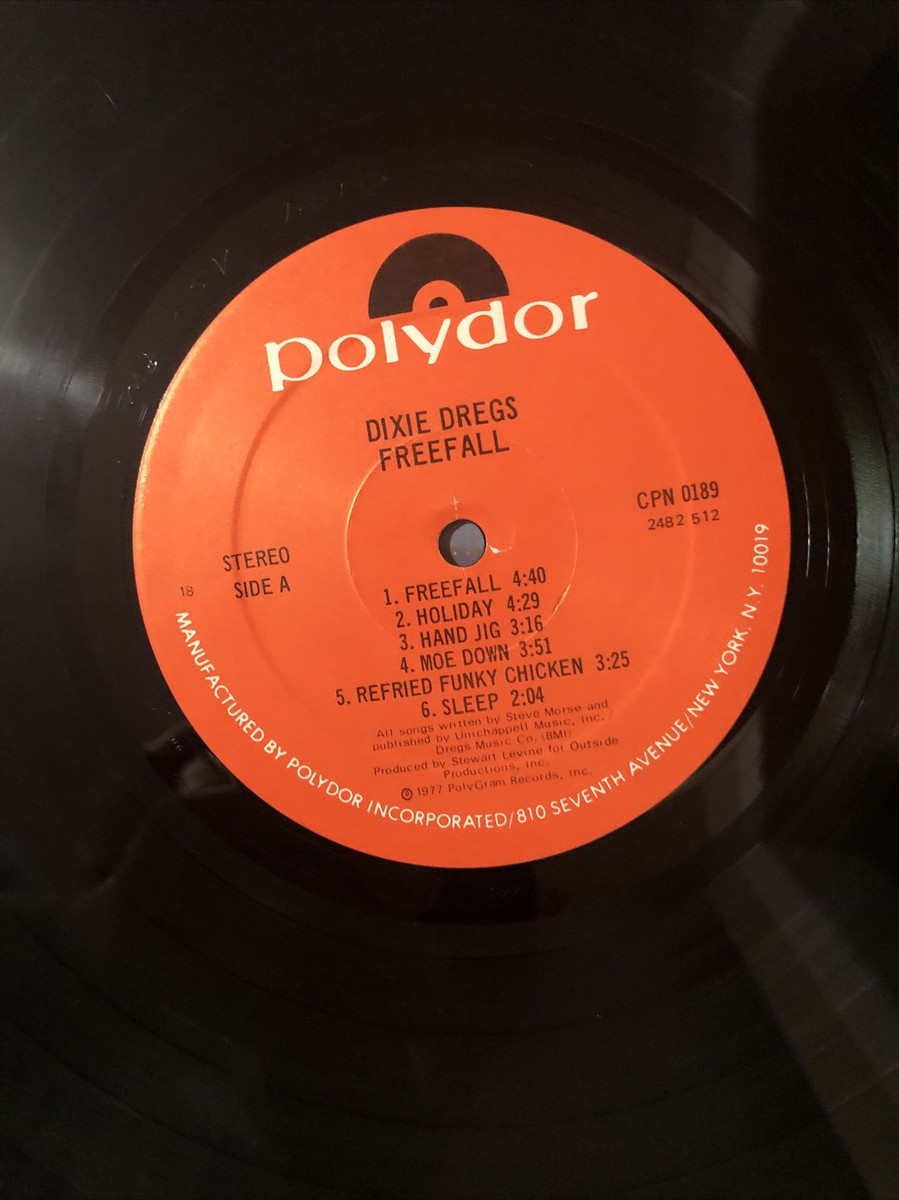 polydor
DIXIE DREGS
FREEFALL
CPN 0189
2482 512
STEREO
SIDE A
18
1. FREEFALL 4:40
2. HOLIDAY 4:29
3. HAND JIG 3:16
4. MOE DOWN 3:51
5. REFRIED FUNKY CHICKEN 3:25
6. SLEEP 2:04
All songs written by Steve Morse and
published by Unichappell Music, Inc.
Dregs Music Co. (BMI)
Produced by Stewart Levine for Outside
Productions, Inc.
℗ 1977 PolyGram Records, Inc.
MANUFACTURED BY POLYDOR INCORPORATED/810 SEVENTH AVENUE/NEW YORK, N.Y. 10019